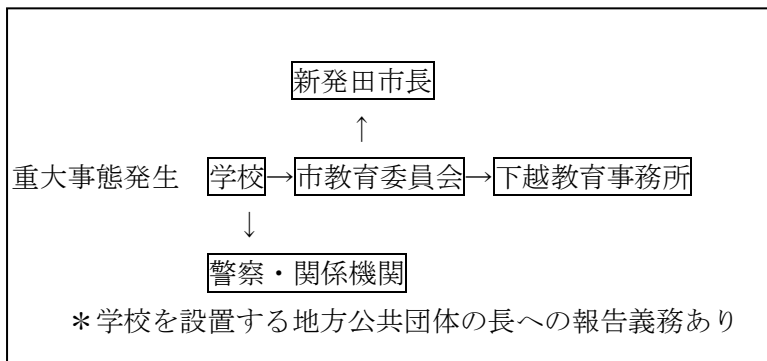 新発田市長
↑
重大事態発生 学校→市教育委員会→下越教育事務所
↓
警察・関係機関
＊学校を設置する地方公共団体の長への報告義務あり